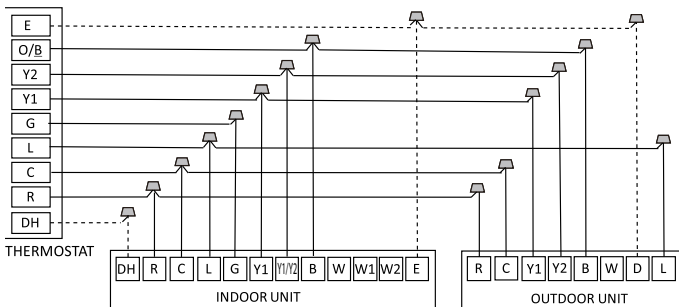 E
O/B
Y2
Y1
G
L
C
R
DH
THERMOSTAT
DH R C L G Y1 Y1/Y2 B W W1 W2 E
INDOOR UNIT
R C Y1 Y2 B W D L
OUTDOOR UNIT